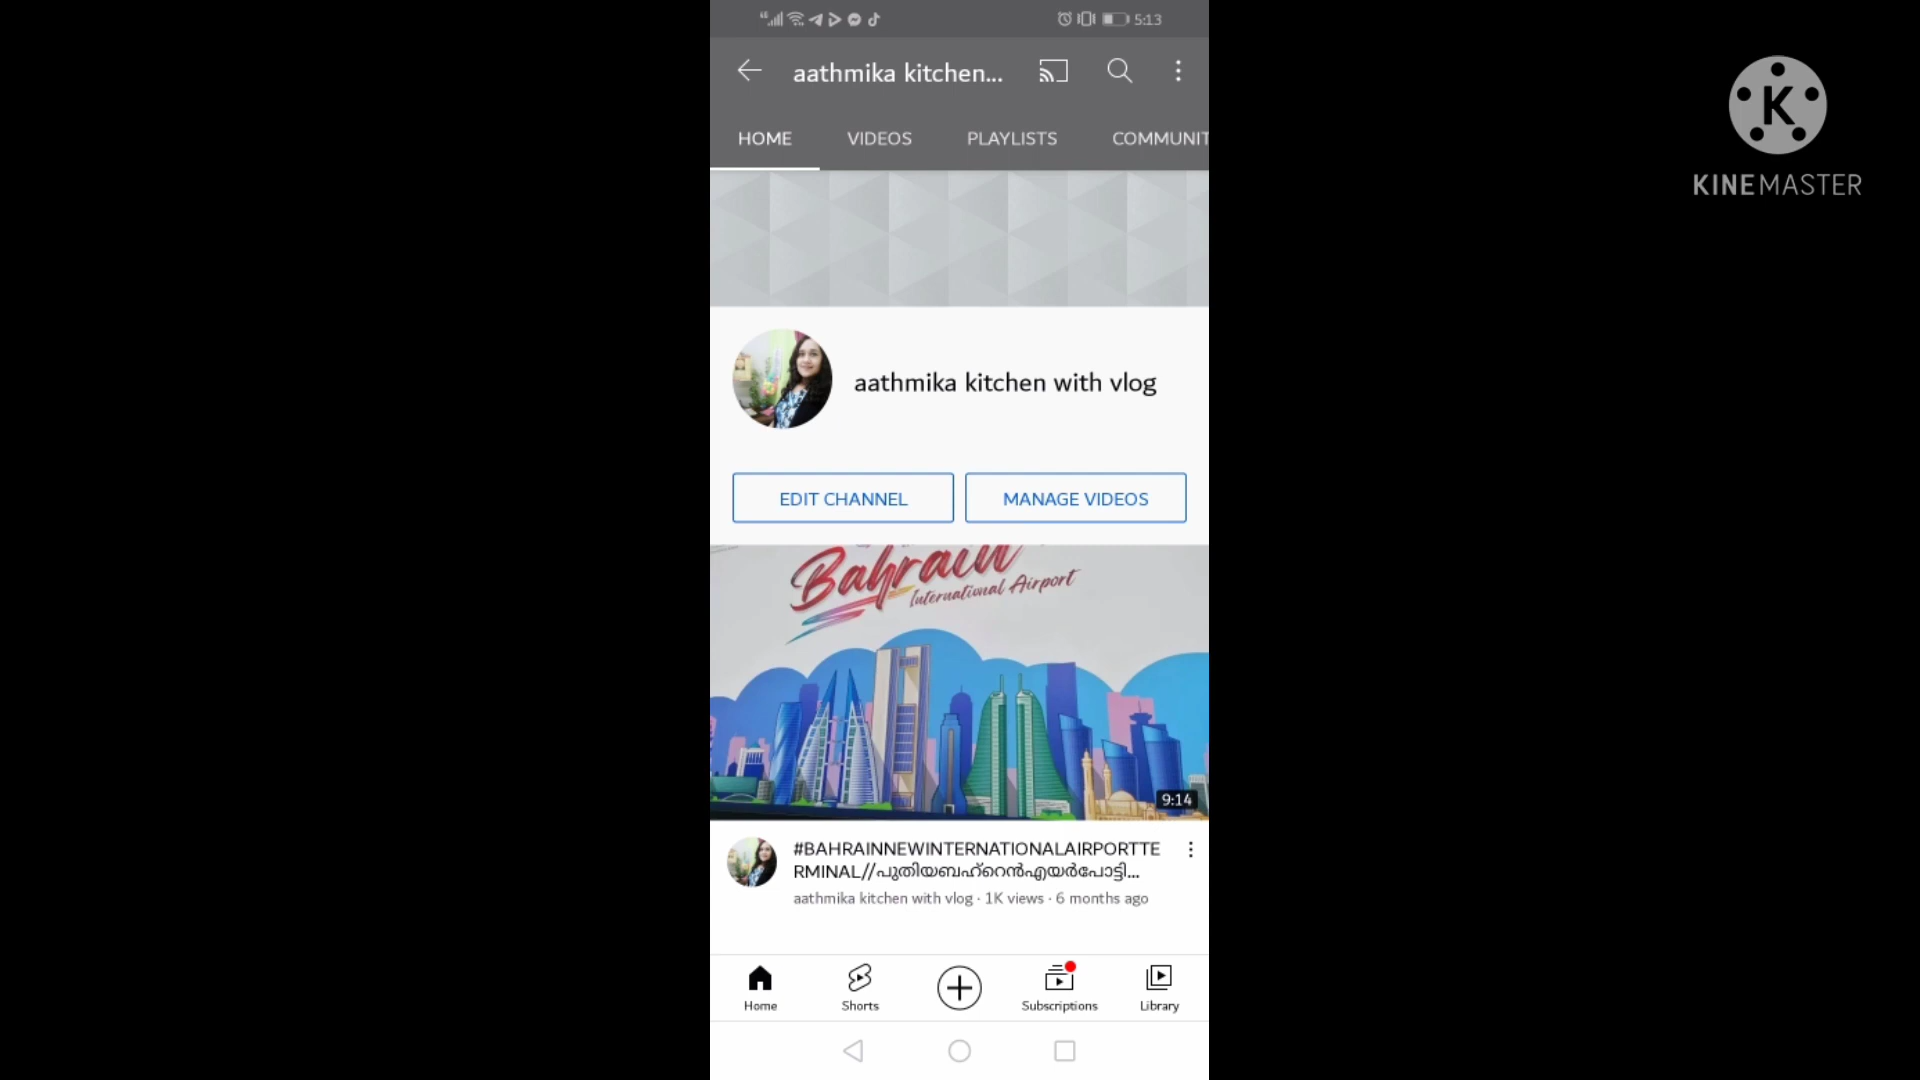 5:13
aathmika kitchen...
HOME VIDEOS PLAYLISTS COMMUNIT
KINEMASTER
aathmika kitchen with vlog
EDIT CHANNEL MANAGE VIDEOS
Bahrain
International Airport
9:14
#BAHRAINNEWINTERNATIONALAIRPORTTE
RMINAL//പുതിയബഹ്റെൻഎയർപോട്ടി...
aathmika kitchen with vlog · 1K views · 6 months ago
Home Shorts Subscriptions Library